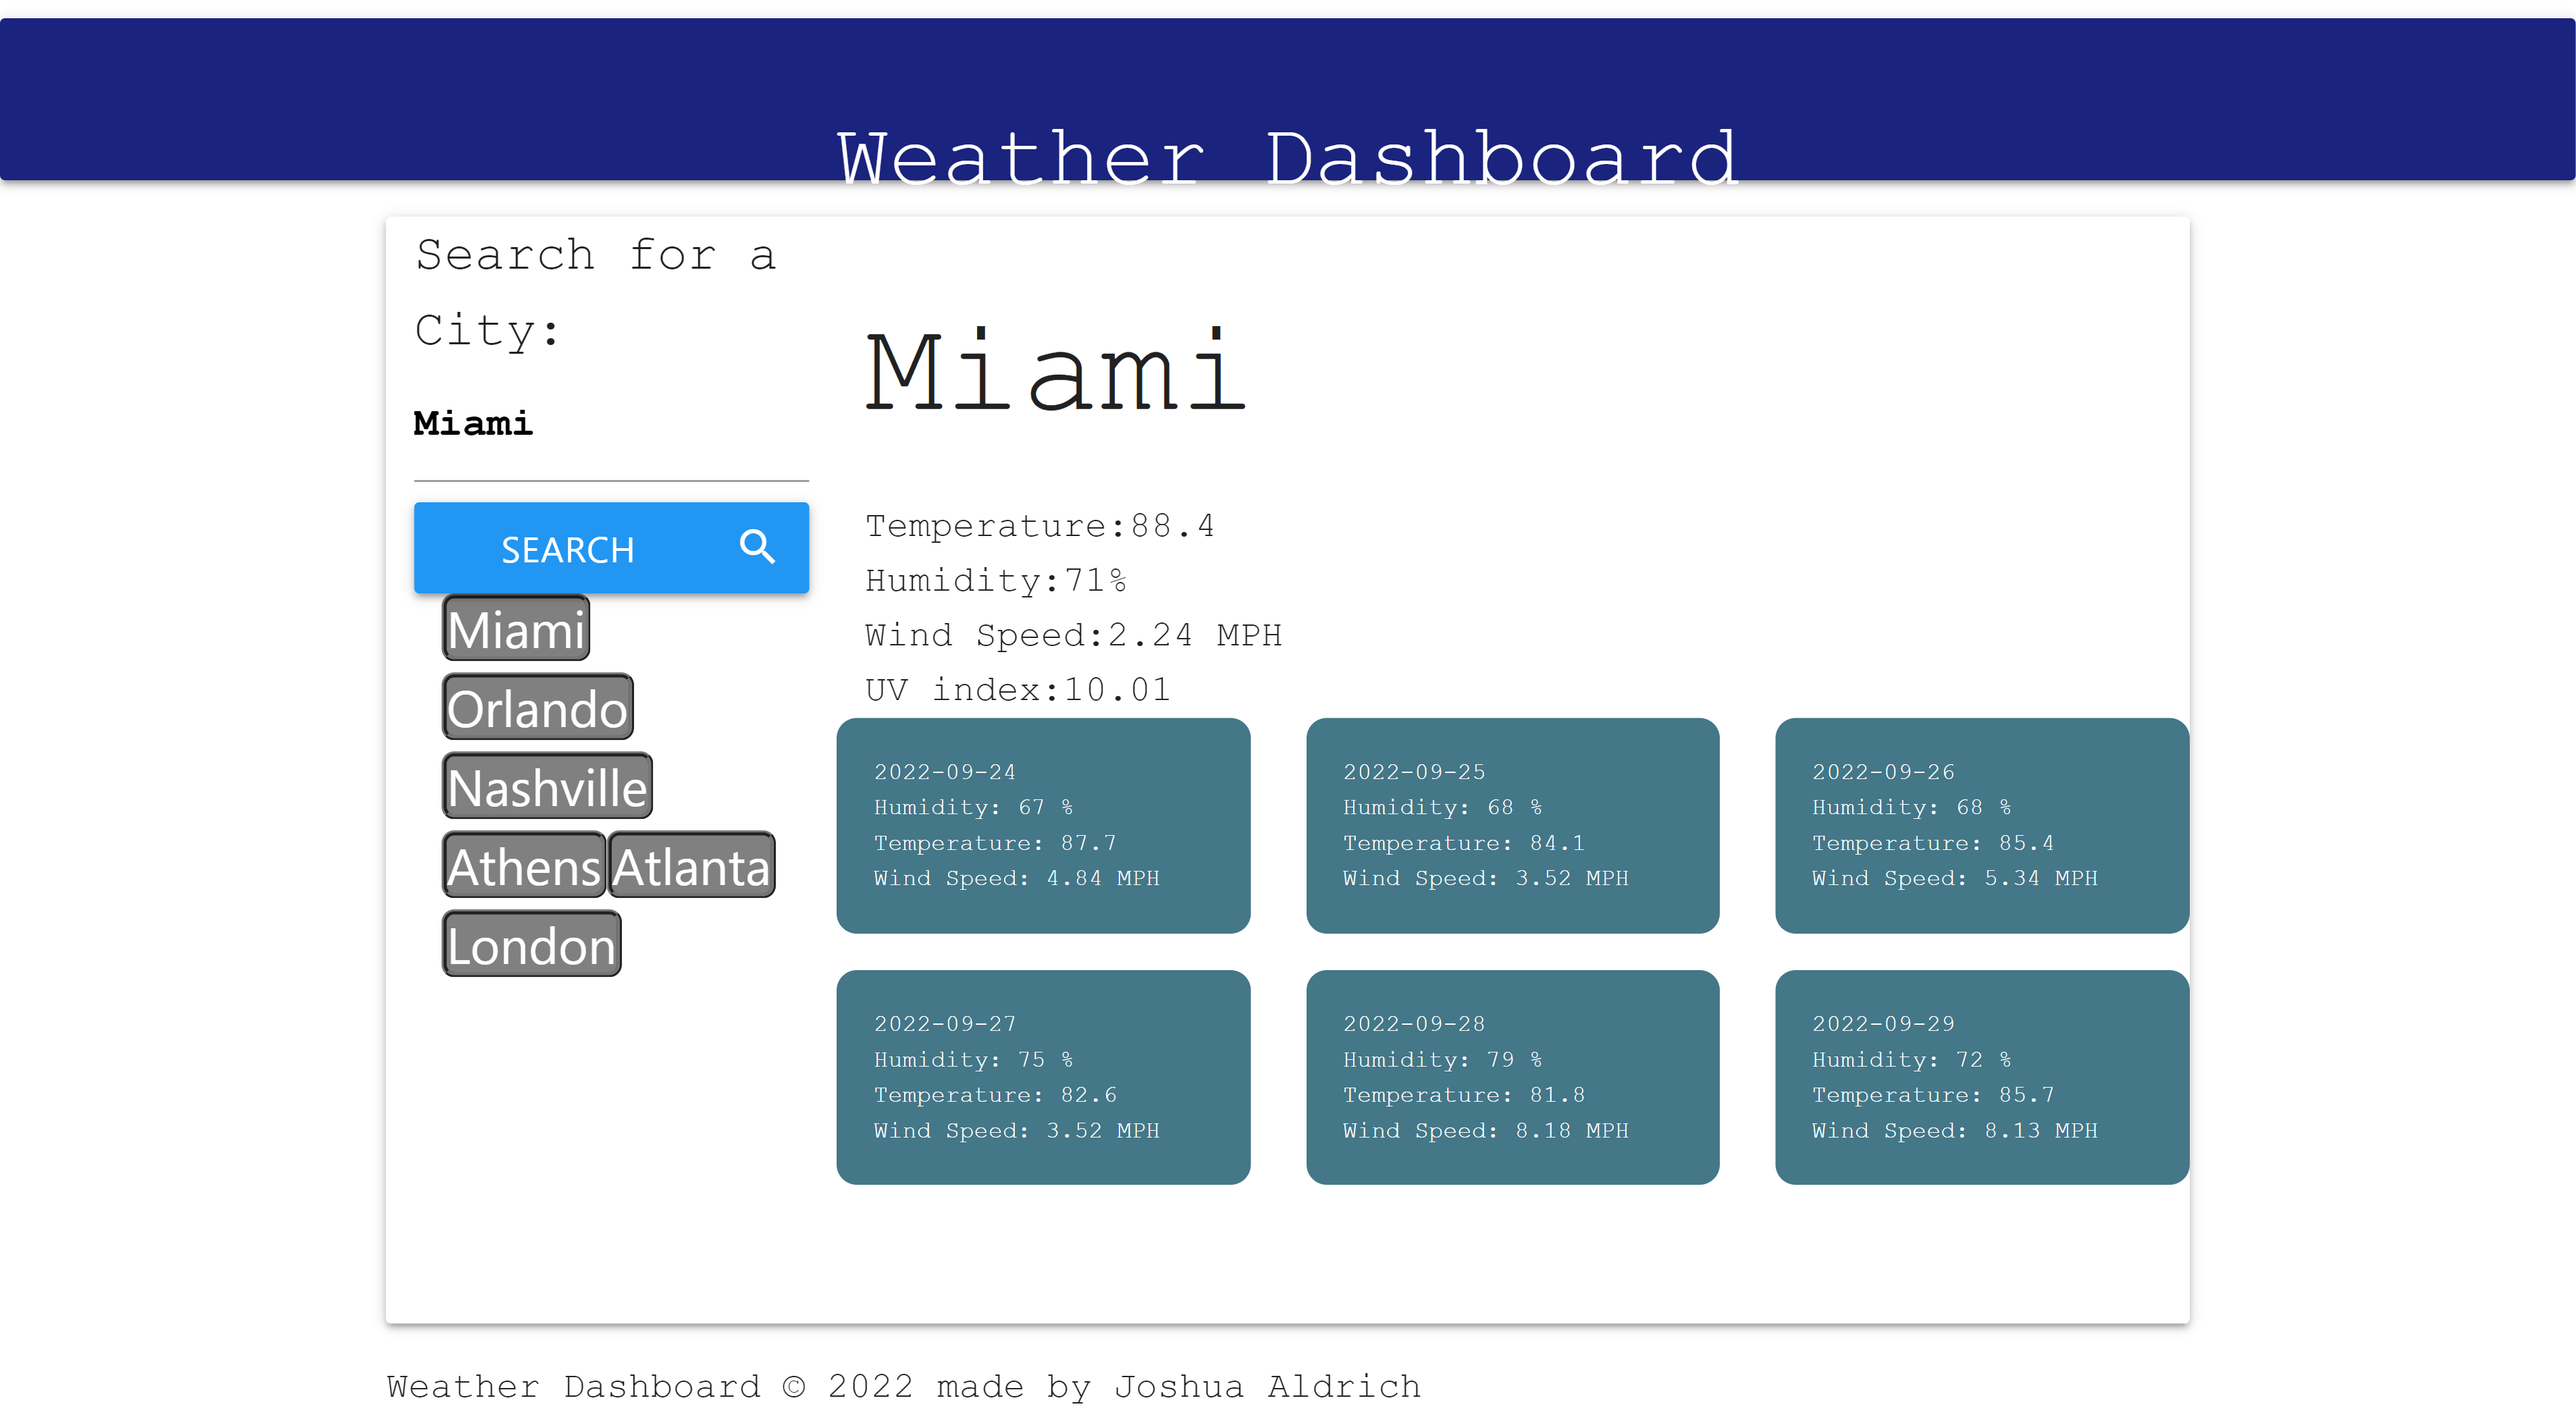 Weather Dashboard
Search for a
City:
Miami
SEARCH
Miami
Orlando
Nashville
Athens Atlanta
London
Miami
Temperature:88.4
Humidity:71%
Wind Speed:2.24 MPH
UV index:10.01
2022-09-24
Humidity: 67 %
Temperature: 87.7
Wind Speed: 4.84 MPH
2022-09-25
Humidity: 68 %
Temperature: 84.1
Wind Speed: 3.52 MPH
2022-09-26
Humidity: 68 %
Temperature: 85.4
Wind Speed: 5.34 MPH
2022-09-27
Humidity: 75 %
Temperature: 82.6
Wind Speed: 3.52 MPH
2022-09-28
Humidity: 79 %
Temperature: 81.8
Wind Speed: 8.18 MPH
2022-09-29
Humidity: 72 %
Temperature: 85.7
Wind Speed: 8.13 MPH
Weather Dashboard © 2022 made by Joshua Aldrich